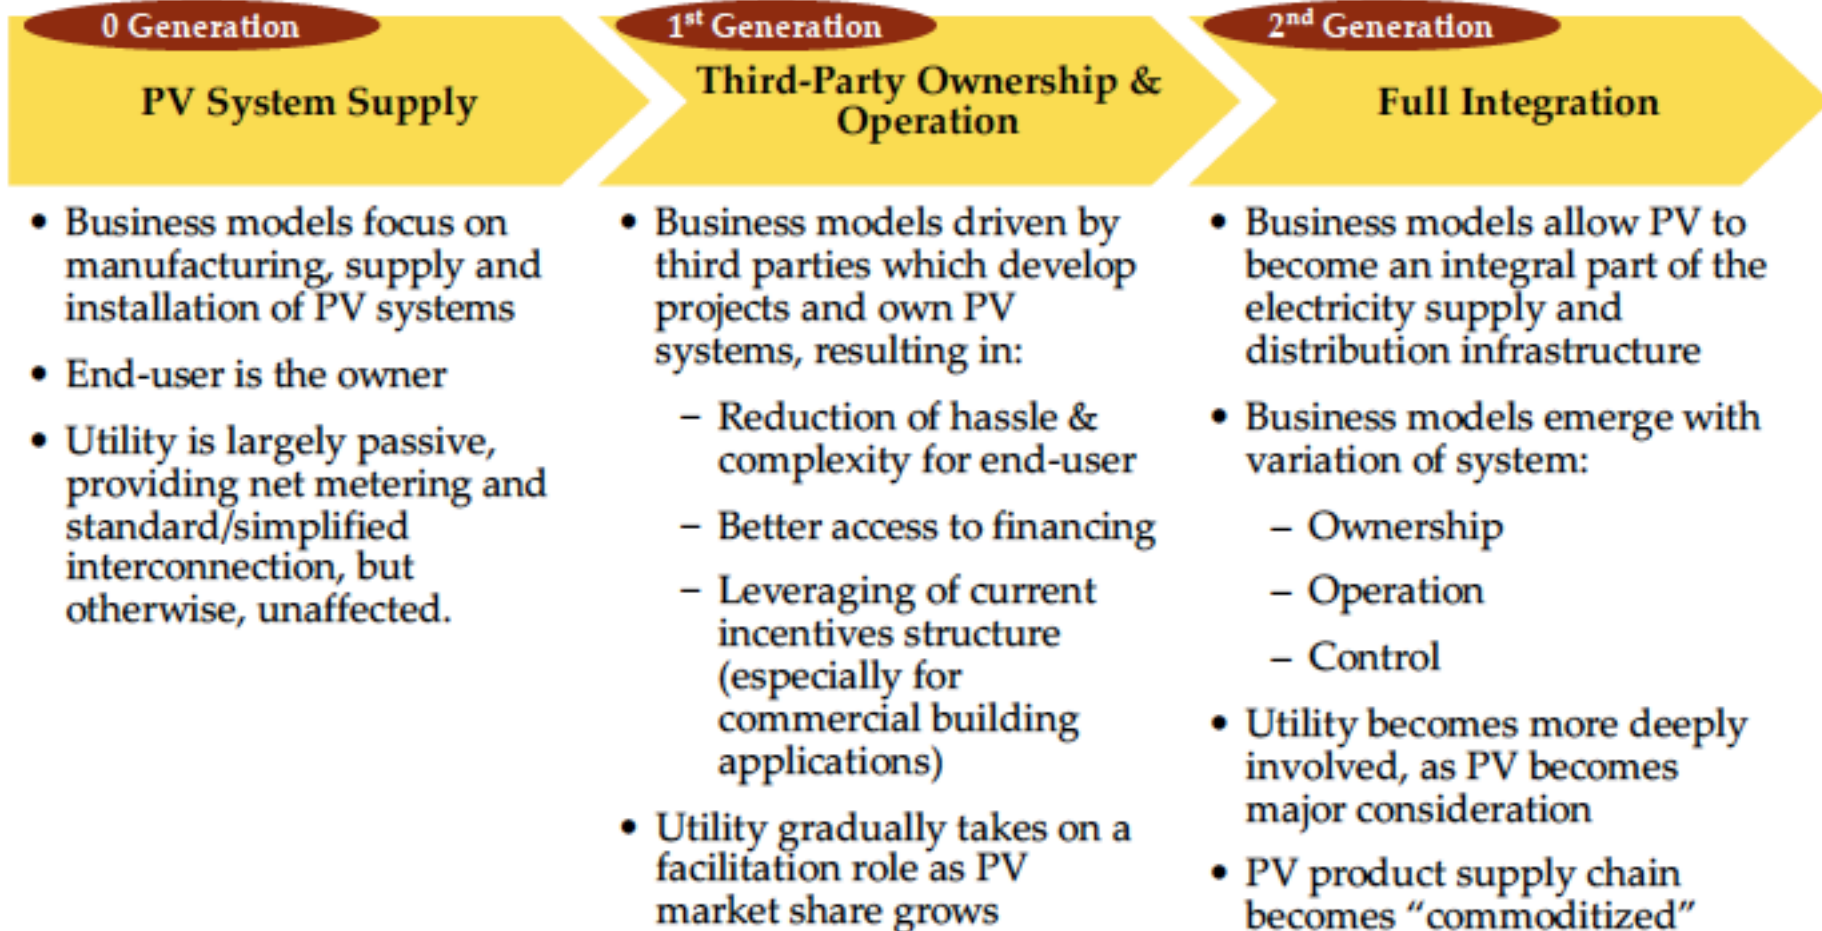 0 Generation
PV System Supply
• Business models focus on
manufacturing, supply and
installation of PV systems
• End-user is the owner
• Utility is largely passive,
providing net metering and
standard/simplified
interconnection, but
otherwise, unaffected.
1st Generation
Third-Party Ownership &
Operation
• Business models driven by
third parties which develop
projects and own PV
systems, resulting in:
– Reduction of hassle &
complexity for end-user
– Better access to financing
– Leveraging of current
incentives structure
(especially for
commercial building
applications)
• Utility gradually takes on a
facilitation role as PV
market share grows
2nd Generation
Full Integration
• Business models allow PV to
become an integral part of the
electricity supply and
distribution infrastructure
• Business models emerge with
variation of system:
– Ownership
– Operation
– Control
• Utility becomes more deeply
involved, as PV becomes
major consideration
• PV product supply chain
becomes “commoditized”